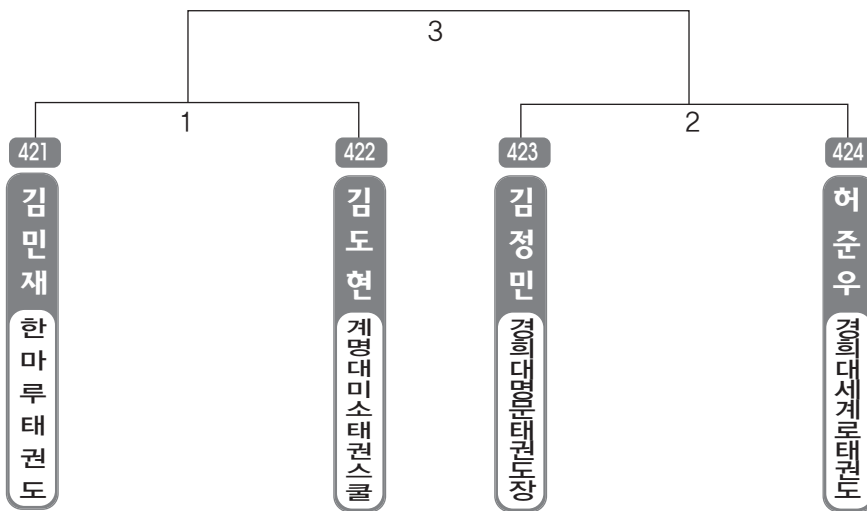 3
1
2
421
422
423
424
김민재
김도현
김정민
허준우
한마루태권도
계명대미소태권스쿨
경희대명문태권도장
경희대세계로태권도